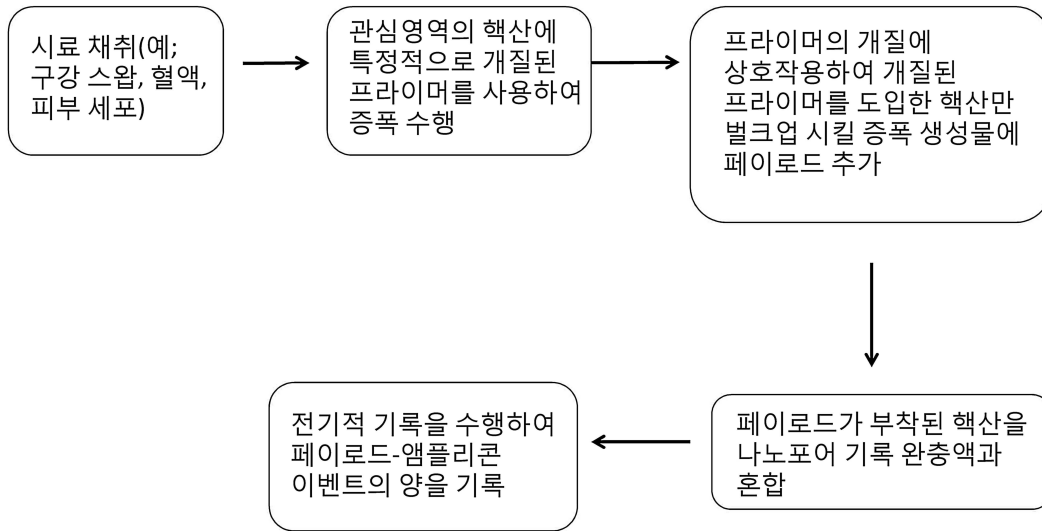 시료 채취(예;
구강 스왑, 혈액,
피부 세포)
관심영역의 핵산에
특정적으로 개질된
프라이머를 사용하여
증폭 수행
프라이머의 개질에
상호작용하여 개질된
프라이머를 도입한 핵산만
벌크업 시킬 증폭 생성물에
페이로드 추가
페이로드가 부착된 핵산을
나노포어 기록 완충액과
혼합
전기적 기록을 수행하여
페이로드-앰플리콘
이벤트의 양을 기록